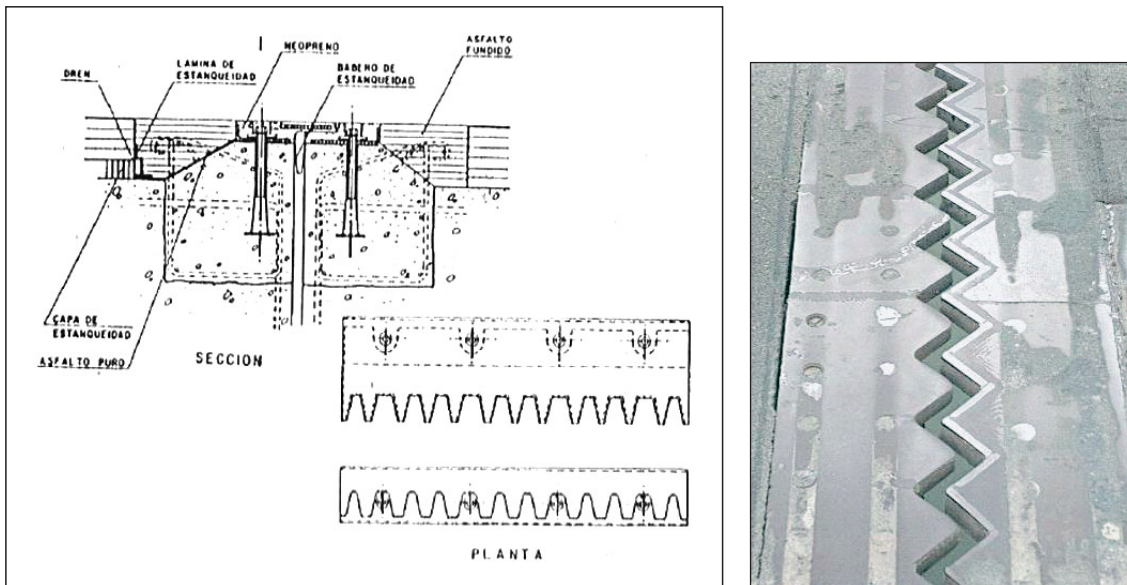 NEOPRENO
ASFALTO
FUNDIDO
LAMINA DE
ESTANQUEIDAD
BABERO DE
ESTANQUEIDAD
DREN
CAPA DE
ESTANQUEIDAD
ASFALTO PURO
SECCION
PLANTA